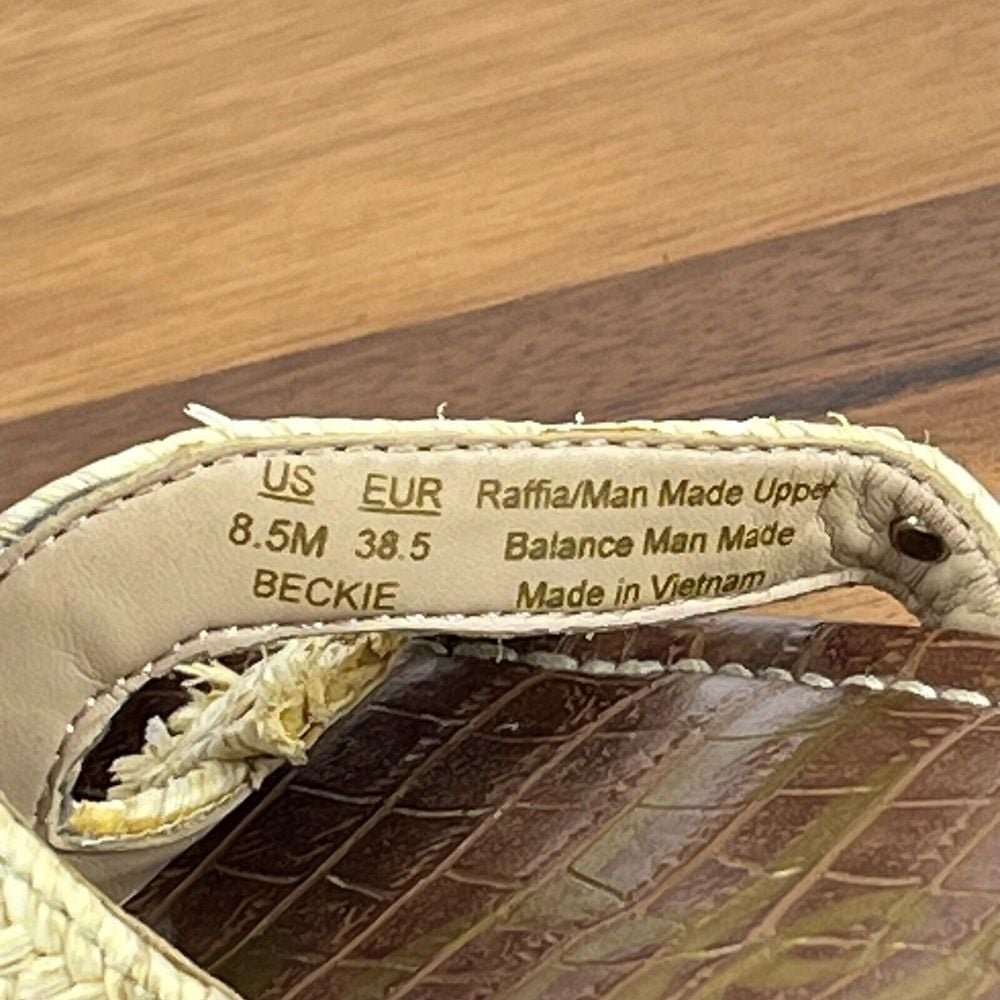 US EUR Raffia/Man Made Upper
8.5M 38.5 Balance Man Made
BECKIE Made in Vietnam